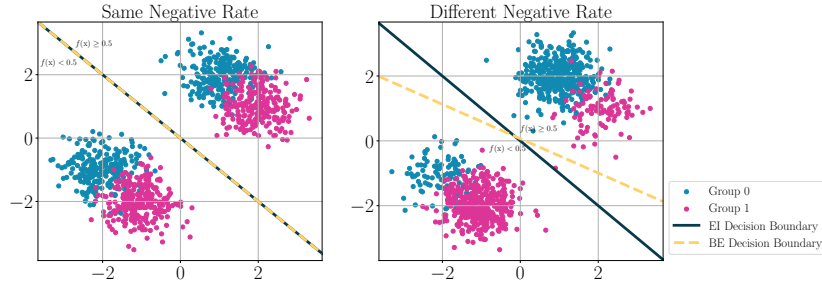 Same Negative Rate
Different Negative Rate
f(x) ≥ 0.5
f(x) < 0.5
2
0
−2
−2
0
2
f(x) ≥ 0.5
f(x) < 0.5
2
0
−2
−2
0
2
Group 0
Group 1
EI Decision Boundary
BE Decision Boundary